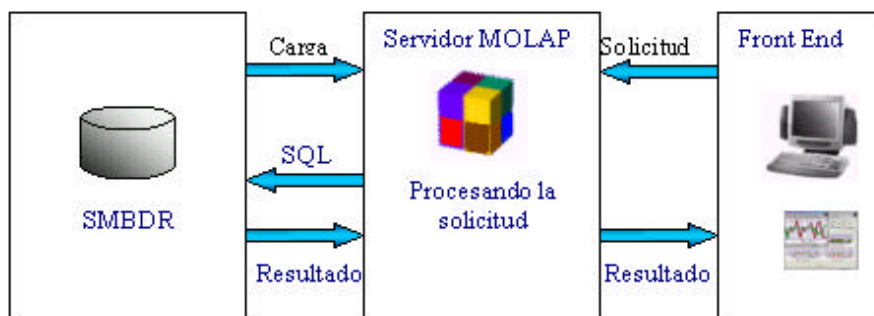 Carga
Servidor MOLAP
Solicitud
Front End
SQL
SMBDR
Procesando la
solicitud
Resultado
Resultado